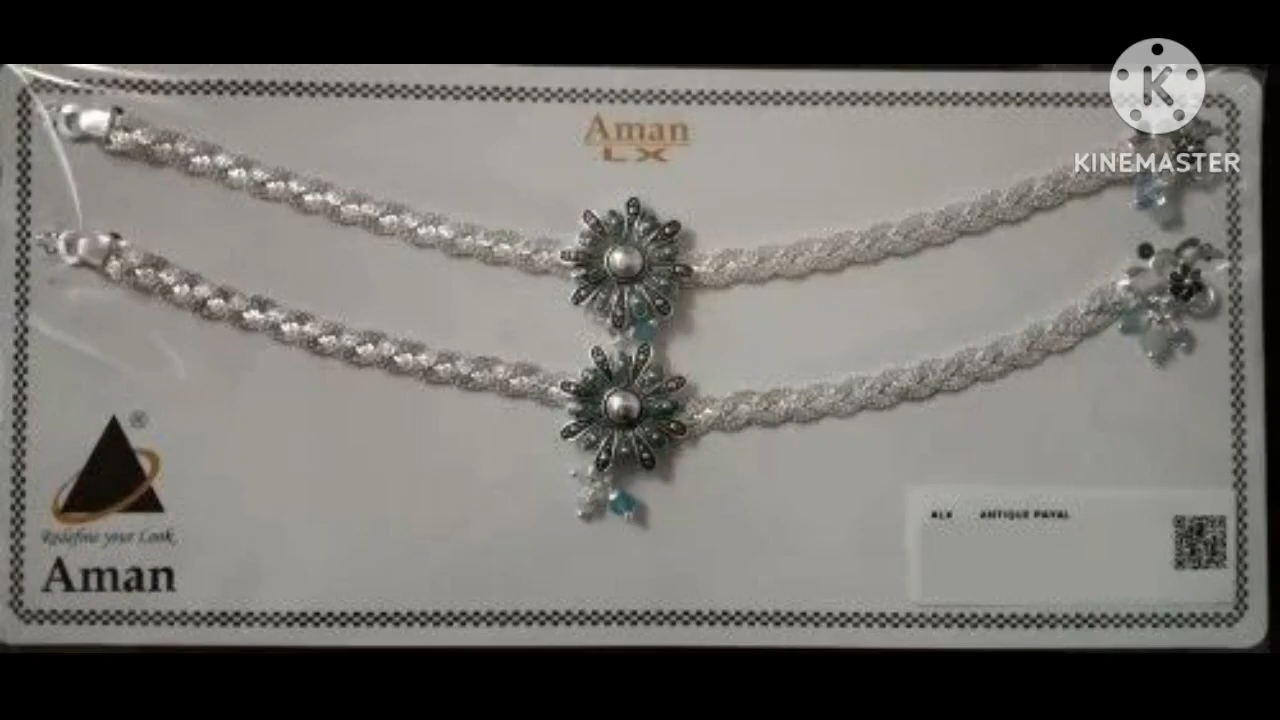 Aman
LX
KINEMASTER
®
Redefine your Look
Aman
ALX ANTIQUE PAYAL